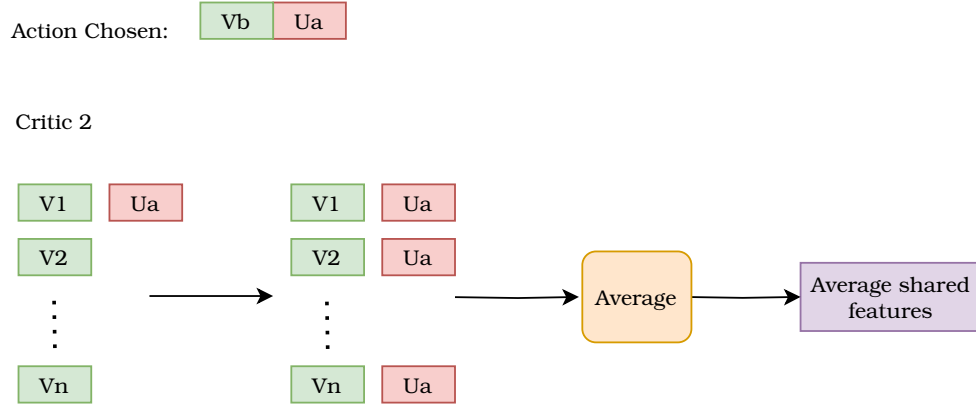 Action Chosen: Vb Ua
Critic 2
V1 Ua V1 Ua
V2 V2 Ua
Average
Average shared
features
Vn Vn Ua